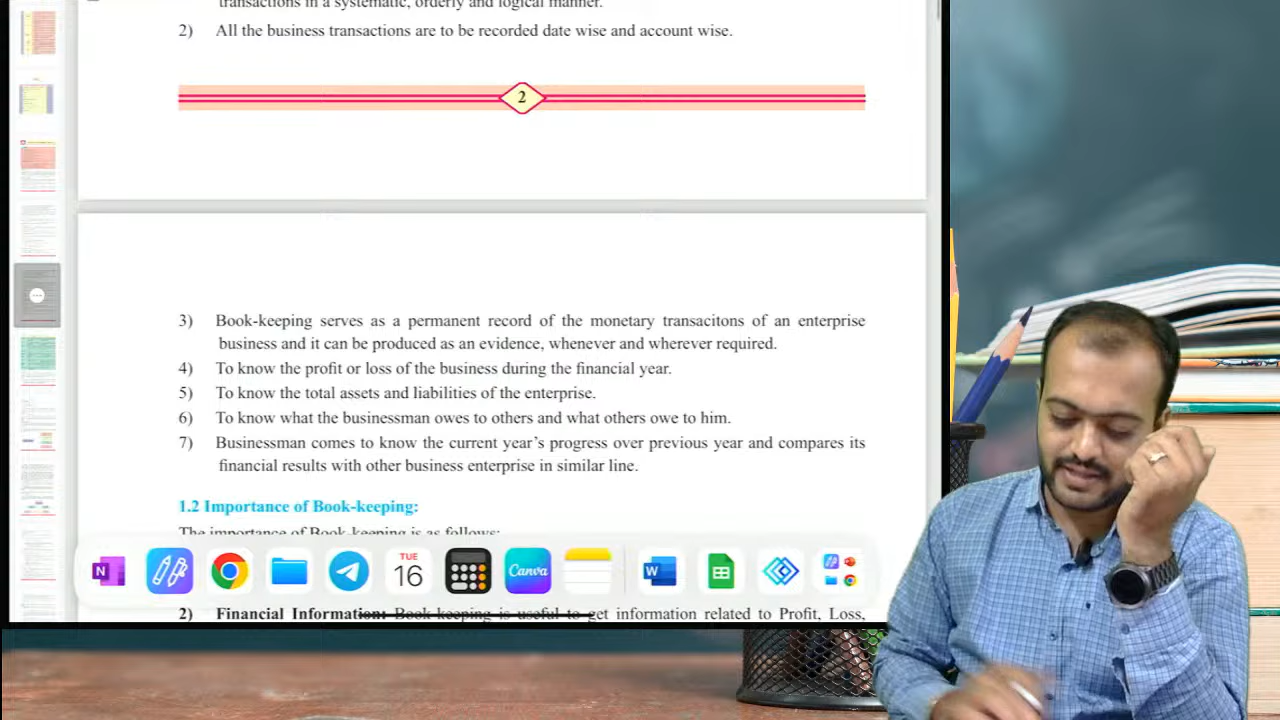 transactions in a systematic, orderly and logical manner.
2) All the business transactions are to be recorded date wise and account wise.
2
3) Book-keeping serves as a permanent record of the monetary transacitons of an enterprise
business and it can be produced as an evidence, whenever and wherever required.
4) To know the profit or loss of the business during the financial year.
5) To know the total assets and liabilities of the enterprise.
6) To know what the businessman owes to others and what others owe to him.
7) Businessman comes to know the current year’s progress over previous year and compares its
financial results with other business enterprise in similar line.
1.2 Importance of Book-keeping:
The importance of Book-keeping is as follows:
N
TUE
16
Canva
W
2) Financial Information: Book-keeping is useful to get information related to Profit, Loss,